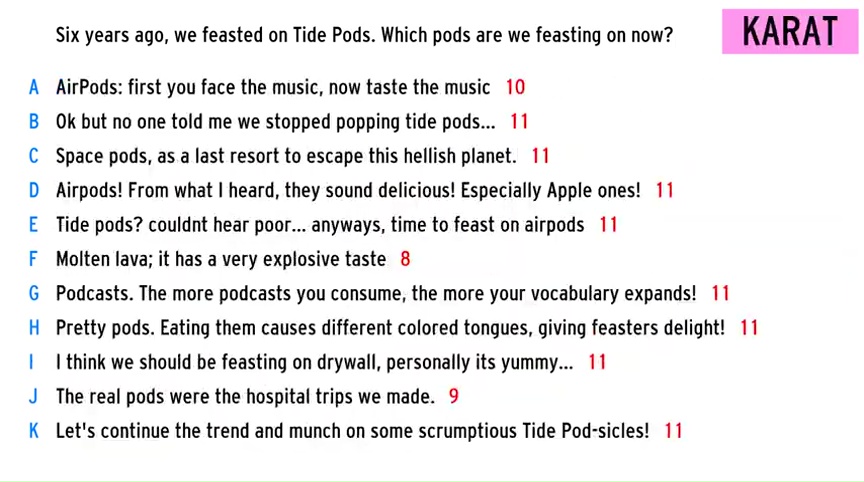 Six years ago, we feasted on Tide Pods. Which pods are we feasting on now?
KARAT
A AirPods: first you face the music, now taste the music 10
B Ok but no one told me we stopped popping tide pods... 11
C Space pods, as a last resort to escape this hellish planet. 11
D Airpods! From what I heard, they sound delicious! Especially Apple ones! 11
E Tide pods? couldnt hear poor... anyways, time to feast on airpods 11
F Molten lava; it has a very explosive taste 8
G Podcasts. The more podcasts you consume, the more your vocabulary expands! 11
H Pretty pods. Eating them causes different colored tongues, giving feasters delight! 11
I I think we should be feasting on drywall, personally its yummy... 11
J The real pods were the hospital trips we made. 9
K Let's continue the trend and munch on some scrumptious Tide Pod-sicles! 11